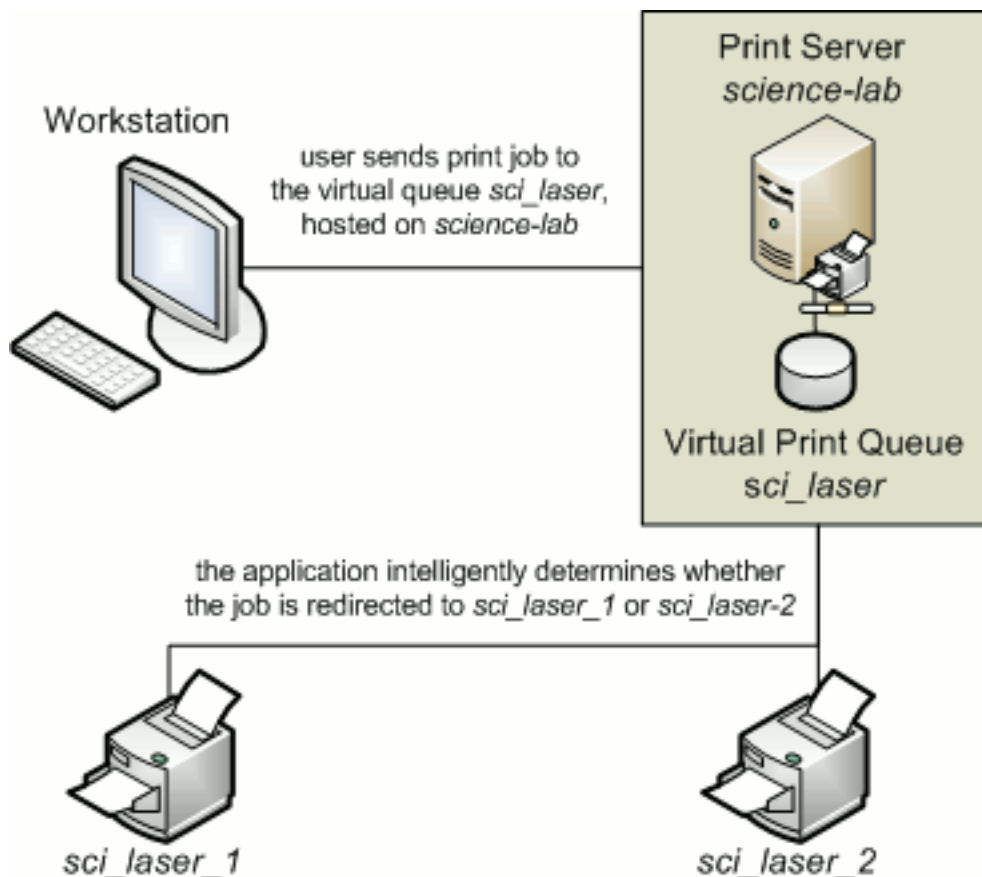 Print Server
science-lab
Workstation
user sends print job to
the virtual queue sci_laser,
hosted on science-lab
Virtual Print Queue
sci_laser
the application intelligently determines whether
the job is redirected to sci_laser_1 or sci_laser-2
sci_laser_1
sci_laser_2